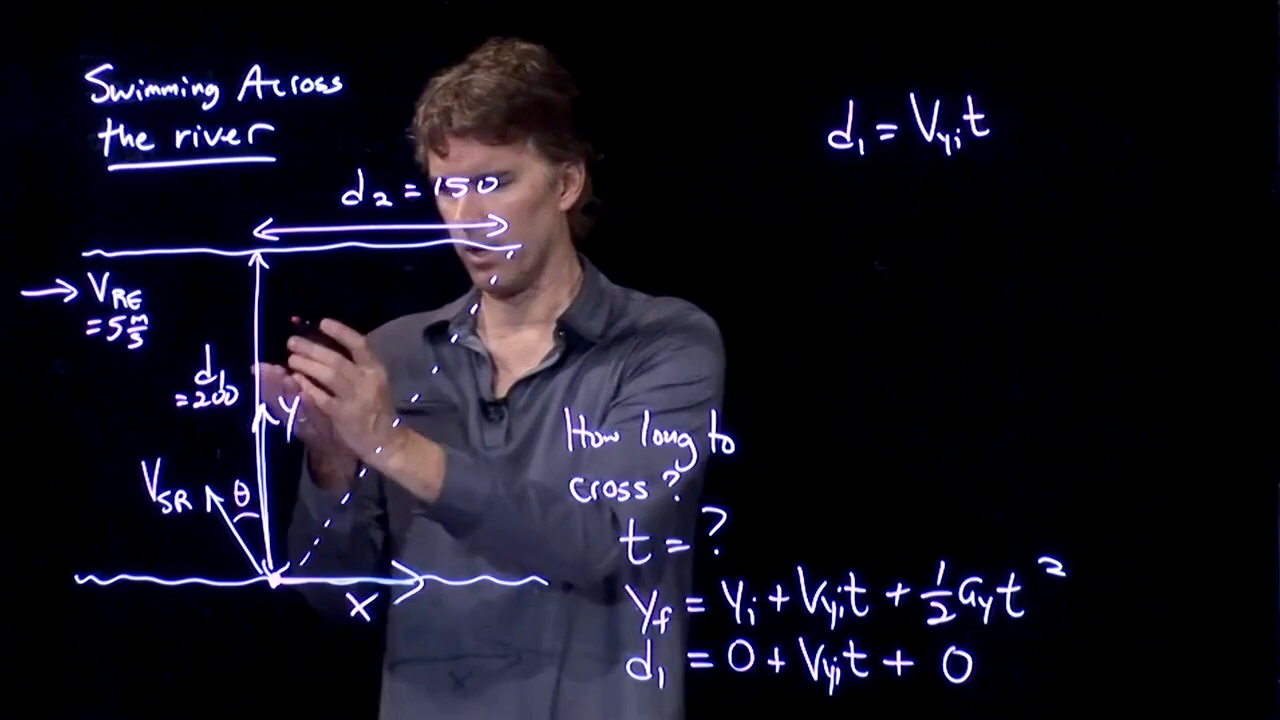 Swimming Across
the river
d₂ = 150
→ V_RE
= 5 m/s
d₁
= 200
Y
V_SR
θ
X
d₁ = V_yi t
How long to
cross?
t = ?
Y_f = Y_i + V_yi t + 1/2 a_y t²
d₁ = 0 + V_yi t + 0
X